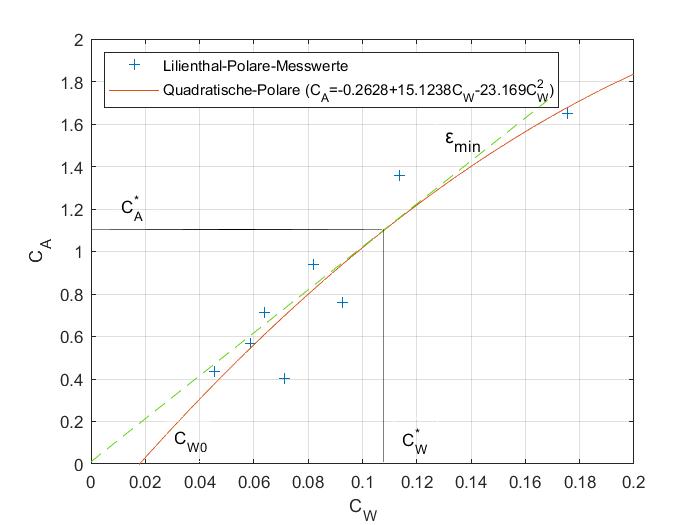 2
Lilienthal-Polare-Messwerte
1.8
Quadratische-Polare (C_A=-0.2628+15.1238C_W-23.169C_W^2)
1.6
ε_min
1.4
C_A^*
1.2
1
C_A
0.8
0.6
0.4
0.2
C_W0
C_W^*
0
0 0.02 0.04 0.06 0.08 0.1 0.12 0.14 0.16 0.18 0.2
C_W